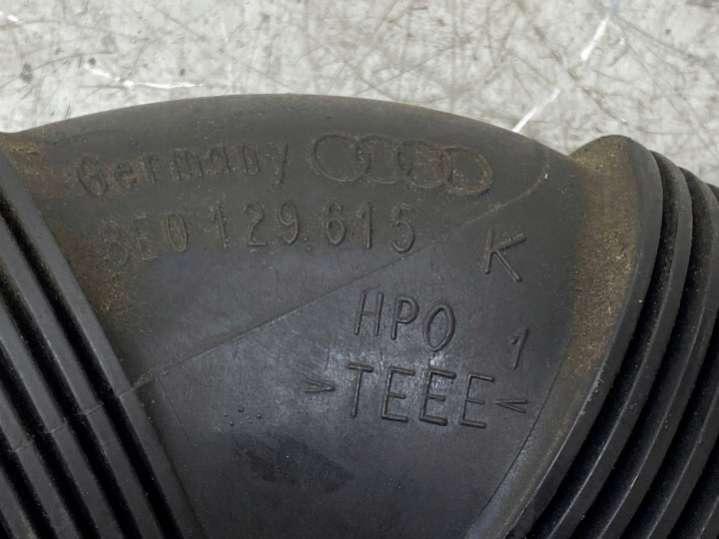 Germany
8E0 129 615 K
HPO 1
>TEEE<